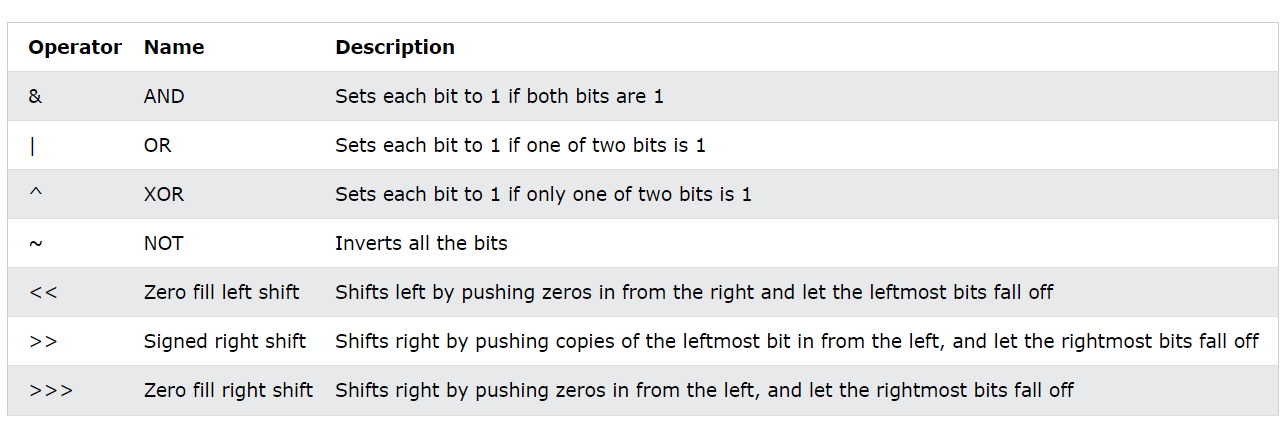 Operator Name Description
& AND Sets each bit to 1 if both bits are 1
| OR Sets each bit to 1 if one of two bits is 1
^ XOR Sets each bit to 1 if only one of two bits is 1
~ NOT Inverts all the bits
<< Zero fill left shift Shifts left by pushing zeros in from the right and let the leftmost bits fall off
>> Signed right shift Shifts right by pushing copies of the leftmost bit in from the left, and let the rightmost bits fall off
>>> Zero fill right shift Shifts right by pushing zeros in from the left, and let the rightmost bits fall off